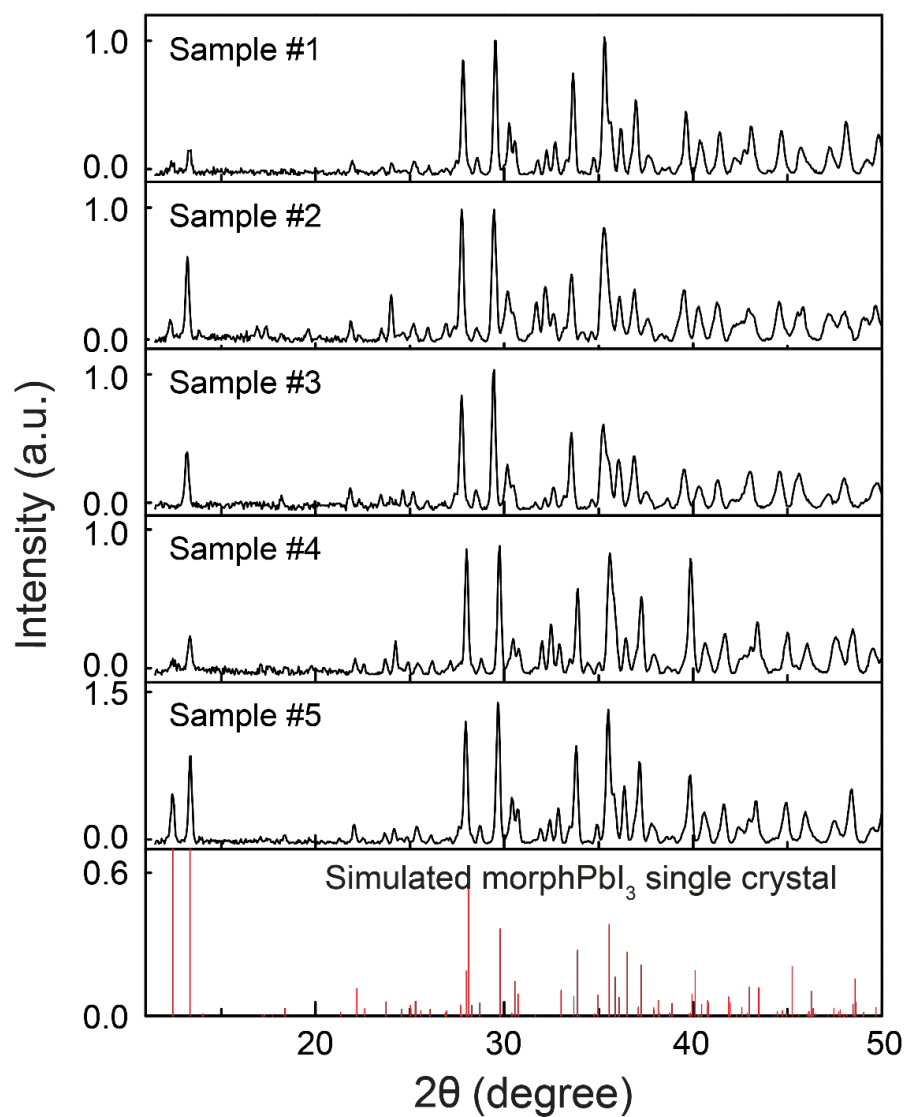 1.0
Sample #1
0.0
1.0
Sample #2
0.0
1.0
Sample #3
0.0
1.0
Sample #4
0.0
1.5
Sample #5
0.0
0.6
Simulated morphPbI₃ single crystal
0.0
20 30 40 50
2θ (degree)
Intensity (a.u.)